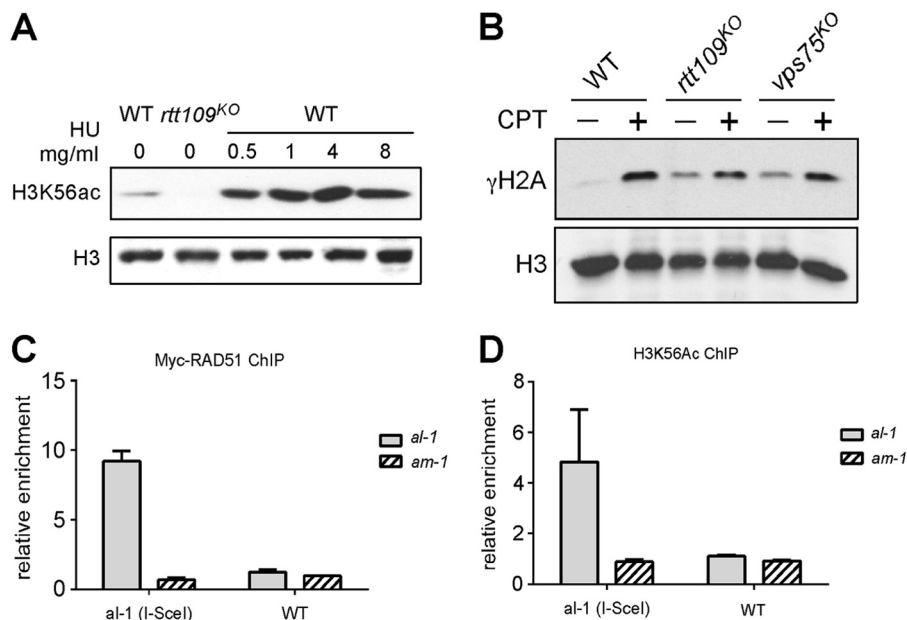 A
WT rtt109KO WT
HU
mg/ml 0 0 0.5 1 4 8
H3K56ac
H3
B
WT rtt109KO vps75KO
CPT − + − + − +
γH2A
H3
C
Myc-RAD51 ChIP
relative enrichment
15
10
5
0
al-1 (I-SceI) WT
al-1
am-1
D
H3K56Ac ChIP
relative enrichment
8
6
4
2
0
al-1 (I-SceI) WT
al-1
am-1